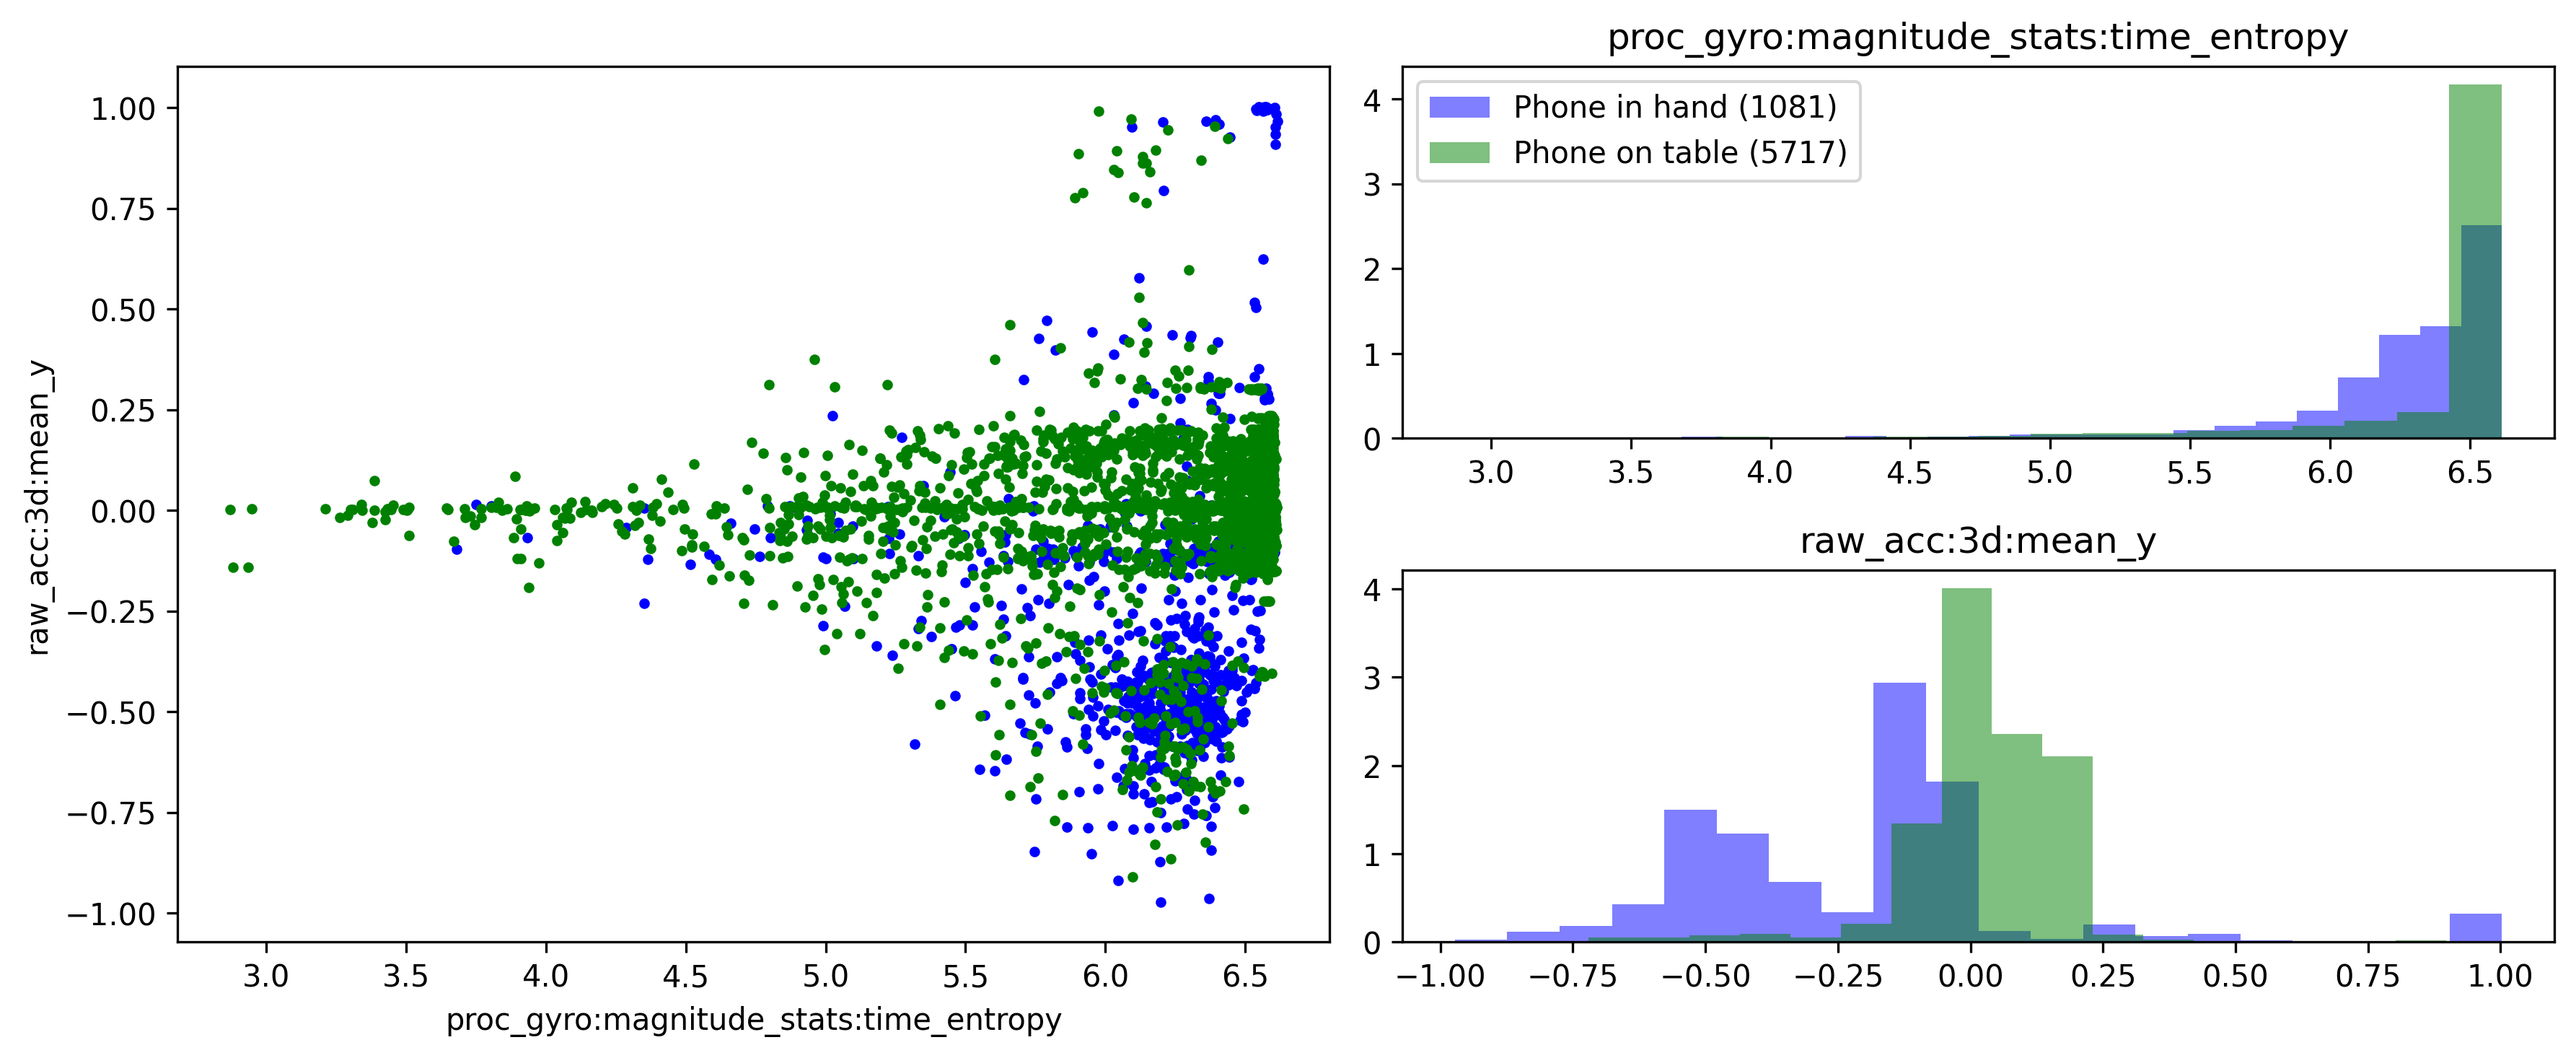 raw_acc:3d:mean_y
1.00
0.75
0.50
0.25
0.00
−0.25
−0.50
−0.75
−1.00
3.0 3.5 4.0 4.5 5.0 5.5 6.0 6.5
proc_gyro:magnitude_stats:time_entropy
proc_gyro:magnitude_stats:time_entropy
Phone in hand (1081)
Phone on table (5717)
4
3
2
1
0
3.0 3.5 4.0 4.5 5.0 5.5 6.0 6.5
raw_acc:3d:mean_y
4
3
2
1
0
−1.00 −0.75 −0.50 −0.25 0.00 0.25 0.50 0.75 1.00